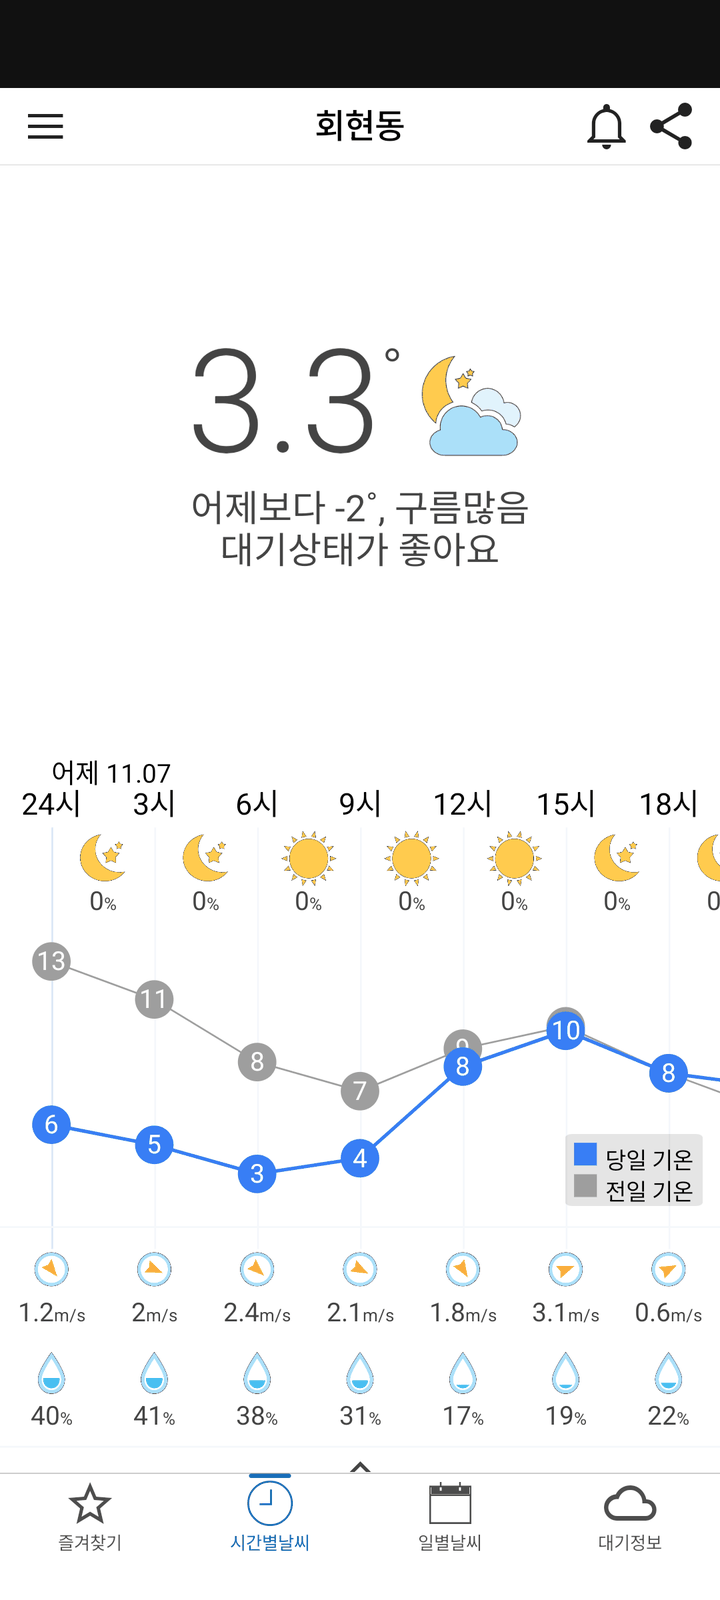 회현동
3.3°
어제보다 -2°, 구름많음
대기상태가 좋아요
어제 11.07
24시 3시 6시 9시 12시 15시 18시
0% 0% 0% 0% 0% 0% 0
13 11 8 7 9
6 5 3 4 8 10 8
당일 기온
전일 기온
1.2m/s 2m/s 2.4m/s 2.1m/s 1.8m/s 3.1m/s 0.6m/s
40% 41% 38% 31% 17% 19% 22%
즐겨찾기 시간별날씨 일별날씨 대기정보